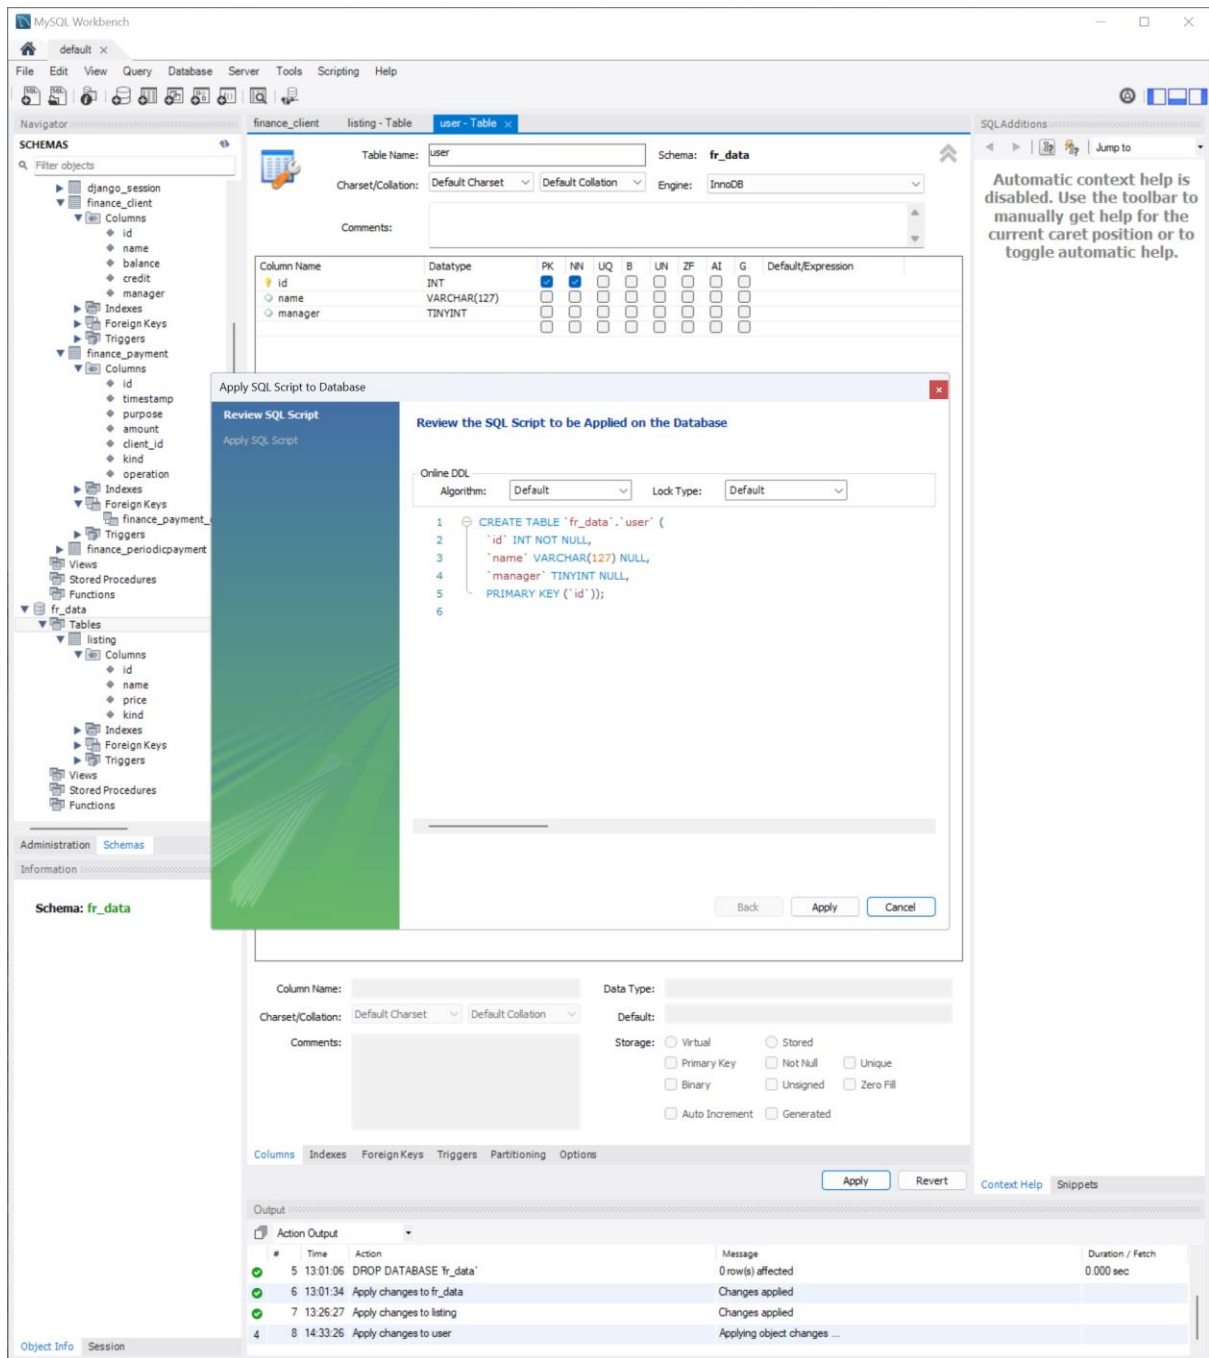 MySQL Workbench
default
File Edit View Query Database Server Tools Scripting Help
Navigator
SCHEMAS
Filter objects
django_session
finance_client
Columns
id
name
balance
credit
manager
Indexes
Foreign Keys
Triggers
finance_payment
Columns
id
timestamp
purpose
amount
client_id
kind
operation
Indexes
Foreign Keys
finance_payment_
Triggers
finance_periodicpayment
Views
Stored Procedures
Functions
fr_data
Tables
listing
Columns
id
name
price
kind
Indexes
Foreign Keys
Triggers
Views
Stored Procedures
Functions
Administration Schemas
Information
Schema: fr_data
Object Info Session
finance_client listing - Table user - Table
Table Name: user Schema: fr_data
Charset/Collation: Default Charset Default Collation Engine: InnoDB
Comments:
Column Name Datatype PK NN UQ B UN ZF AI G Default/Expression
id INT
name VARCHAR(127)
manager TINYINT
Apply SQL Script to Database
Review SQL Script
Apply SQL Script
Review the SQL Script to be Applied on the Database
Online DDL
Algorithm: Default Lock Type: Default
1 CREATE TABLE `fr_data`.`user` (
2 `id` INT NOT NULL,
3 `name` VARCHAR(127) NULL,
4 `manager` TINYINT NULL,
5 PRIMARY KEY (`id`));
6
Back Apply Cancel
Column Name: Data Type:
Charset/Collation: Default Charset Default Collation Default:
Comments: Storage: Virtual Stored
Primary Key Not Null Unique
Binary Unsigned Zero Fill
Auto Increment Generated
Columns Indexes Foreign Keys Triggers Partitioning Options
Apply Revert
Output
Action Output
# Time Action Message Duration / Fetch
5 13:01:06 DROP DATABASE `fr_data` 0 row(s) affected 0.000 sec
6 13:01:34 Apply changes to fr_data Changes applied
7 13:26:27 Apply changes to listing Changes applied
4 8 14:33:26 Apply changes to user Applying object changes ...
SQLAdditions
Jump to
Automatic context help is
disabled. Use the toolbar to
manually get help for the
current caret position or to
toggle automatic help.
Context Help Snippets